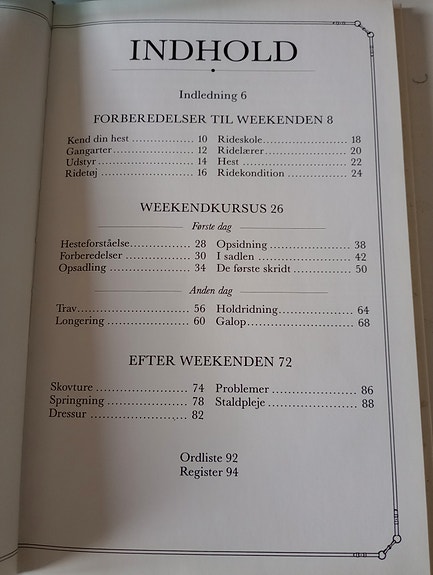 INDHOLD
Indledning 6
FORBEREDELSER TIL WEEKENDEN 8
Kend din hest .............. 10
Gangarter .................... 12
Udstyr .......................... 14
Ridetøj ......................... 16
Rideskole ......................... 18
Ridelærer ........................ 20
Hest .................................. 22
Ridekondition ................ 24
WEEKENDKURSUS 26
Første dag
Hesteforståelse............... 28
Forberedelser ................ 30
Opsadling ..................... 34
Opsidning ....................... 38
I sadlen ............................ 42
De første skridt ............... 50
Anden dag
Trav................................ 56
Longering ..................... 60
Holdridning.................... 64
Galop................................ 68
EFTER WEEKENDEN 72
Skovture ........................ 74
Springning .................... 78
Dressur .......................... 82
Problemer ........................ 86
Staldpleje ......................... 88
Ordliste 92
Register 94